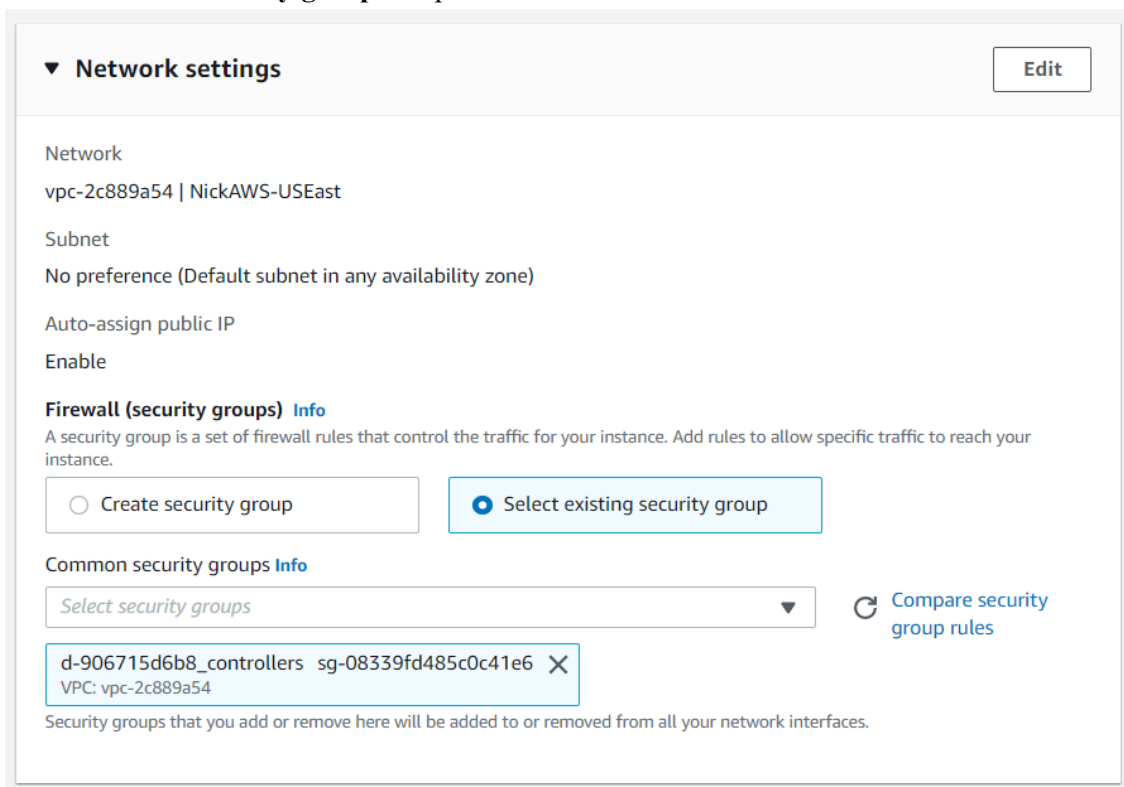 Network settings
Edit
Network
vpc-2c889a54 | NickAWS-USEast
Subnet
No preference (Default subnet in any availability zone)
Auto-assign public IP
Enable
Firewall (security groups) Info
A security group is a set of firewall rules that control the traffic for your instance. Add rules to allow specific traffic to reach your
instance.
Create security group
Select existing security group
Common security groups Info
Select security groups
Compare security
group rules
d-906715d6b8_controllers sg-08339fd485c0c41e6
VPC: vpc-2c889a54
Security groups that you add or remove here will be added to or removed from all your network interfaces.